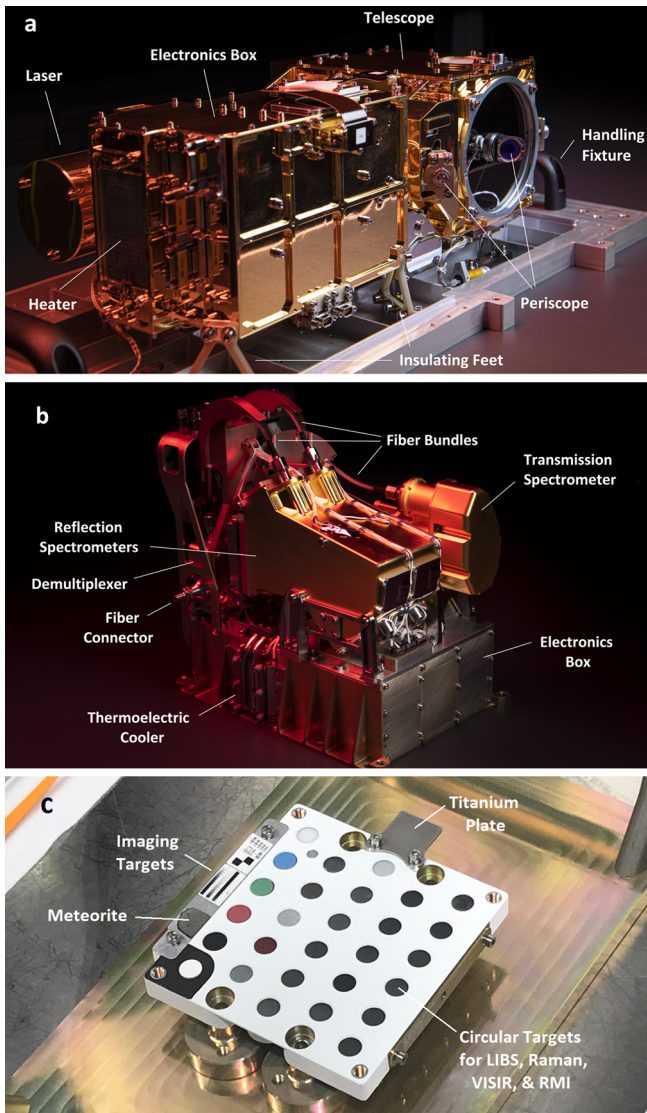 a
Telescope
Electronics Box
Laser
Handling
Fixture
Heater
Periscope
Insulating Feet
b
Fiber Bundles
Transmission
Spectrometer
Reflection
Spectrometers
Demultiplexer
Fiber
Connector
Electronics
Box
Thermoelectric
Cooler
c
Titanium
Plate
Imaging
Targets
Meteorite
Circular Targets
for LIBS, Raman,
VISIR, & RMI